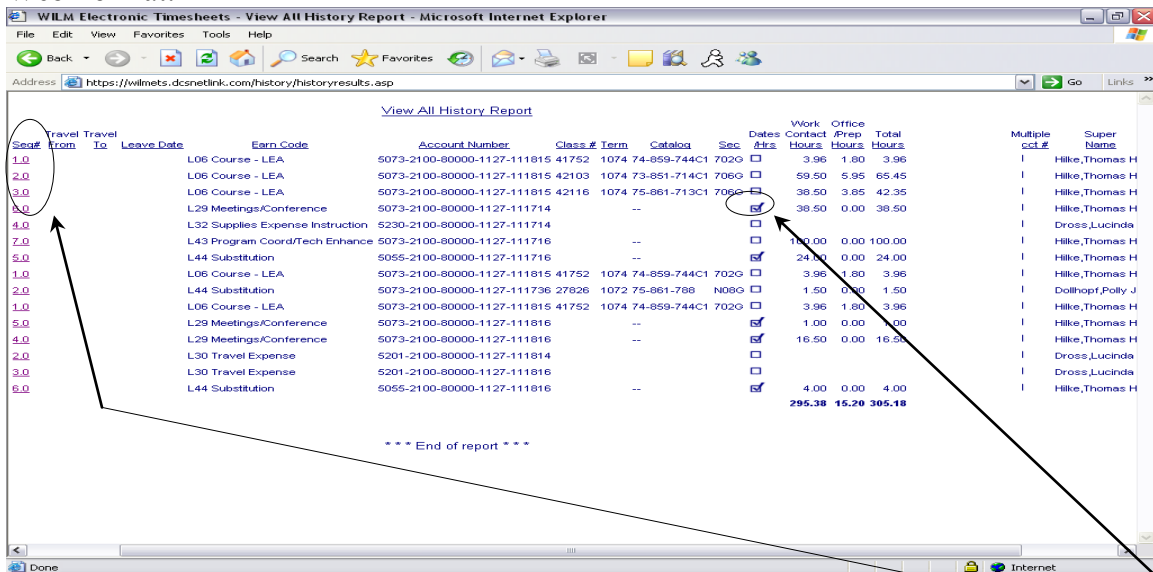 WILM Electronic Timesheets - View All History Report - Microsoft Internet Explorer
File Edit View Favorites Tools Help
Back Search Favorites
Address https://wilmets.dcsnetlink.com/history/historyresults.asp Go Links »
View All History Report
Work Office
Travel Travel Dates Contact /Prep Total Multiple Super
Seq# From To Leave Date Earn Code Account Number Class # Term Catalog Sec /Hrs Hours Hours Hours cct # Name
1.0 L06 Course - LEA 5073-2100-80000-1127-111815 41752 1074 74-859-744C1 702G 3.96 1.80 3.96 Hilke,Thomas H
2.0 L06 Course - LEA 5073-2100-80000-1127-111815 42103 1074 73-851-714C1 706G 59.50 5.95 65.45 Hilke,Thomas H
3.0 L06 Course - LEA 5073-2100-80000-1127-111815 42116 1074 75-861-713C1 706G 38.50 3.85 42.35 Hilke,Thomas H
6.0 L29 Meetings/Conference 5073-2100-80000-1127-111714 -- 38.50 0.00 38.50 Hilke,Thomas H
4.0 L32 Supplies Expense Instruction 5230-2100-80000-1127-111714 Dross,Lucinda
7.0 L43 Program Coord/Tech Enhance 5073-2100-80000-1127-111716 -- 100.00 0.00 100.00 Hilke,Thomas H
5.0 L44 Substitution 5055-2100-80000-1127-111716 -- 24.00 0.00 24.00 Hilke,Thomas H
1.0 L06 Course - LEA 5073-2100-80000-1127-111815 41752 1074 74-859-744C1 702G 3.96 1.80 3.96 Hilke,Thomas H
2.0 L44 Substitution 5073-2100-80000-1127-111736 27826 1072 75-861-788 N08G 1.50 0.00 1.50 Dollhopf,Polly J
1.0 L06 Course - LEA 5073-2100-80000-1127-111815 41752 1074 74-859-744C1 702G 3.96 1.80 3.96 Hilke,Thomas H
5.0 L29 Meetings/Conference 5073-2100-80000-1127-111816 -- 1.00 0.00 1.00 Hilke,Thomas H
4.0 L29 Meetings/Conference 5073-2100-80000-1127-111816 -- 16.50 0.00 16.50 Hilke,Thomas H
2.0 L30 Travel Expense 5201-2100-80000-1127-111814 Dross,Lucinda
3.0 L30 Travel Expense 5201-2100-80000-1127-111816 Dross,Lucinda
6.0 L44 Substitution 5055-2100-80000-1127-111816 -- 4.00 0.00 4.00 Hilke,Thomas H
295.38 15.20 305.18
* * * End of report * * *
Done Internet